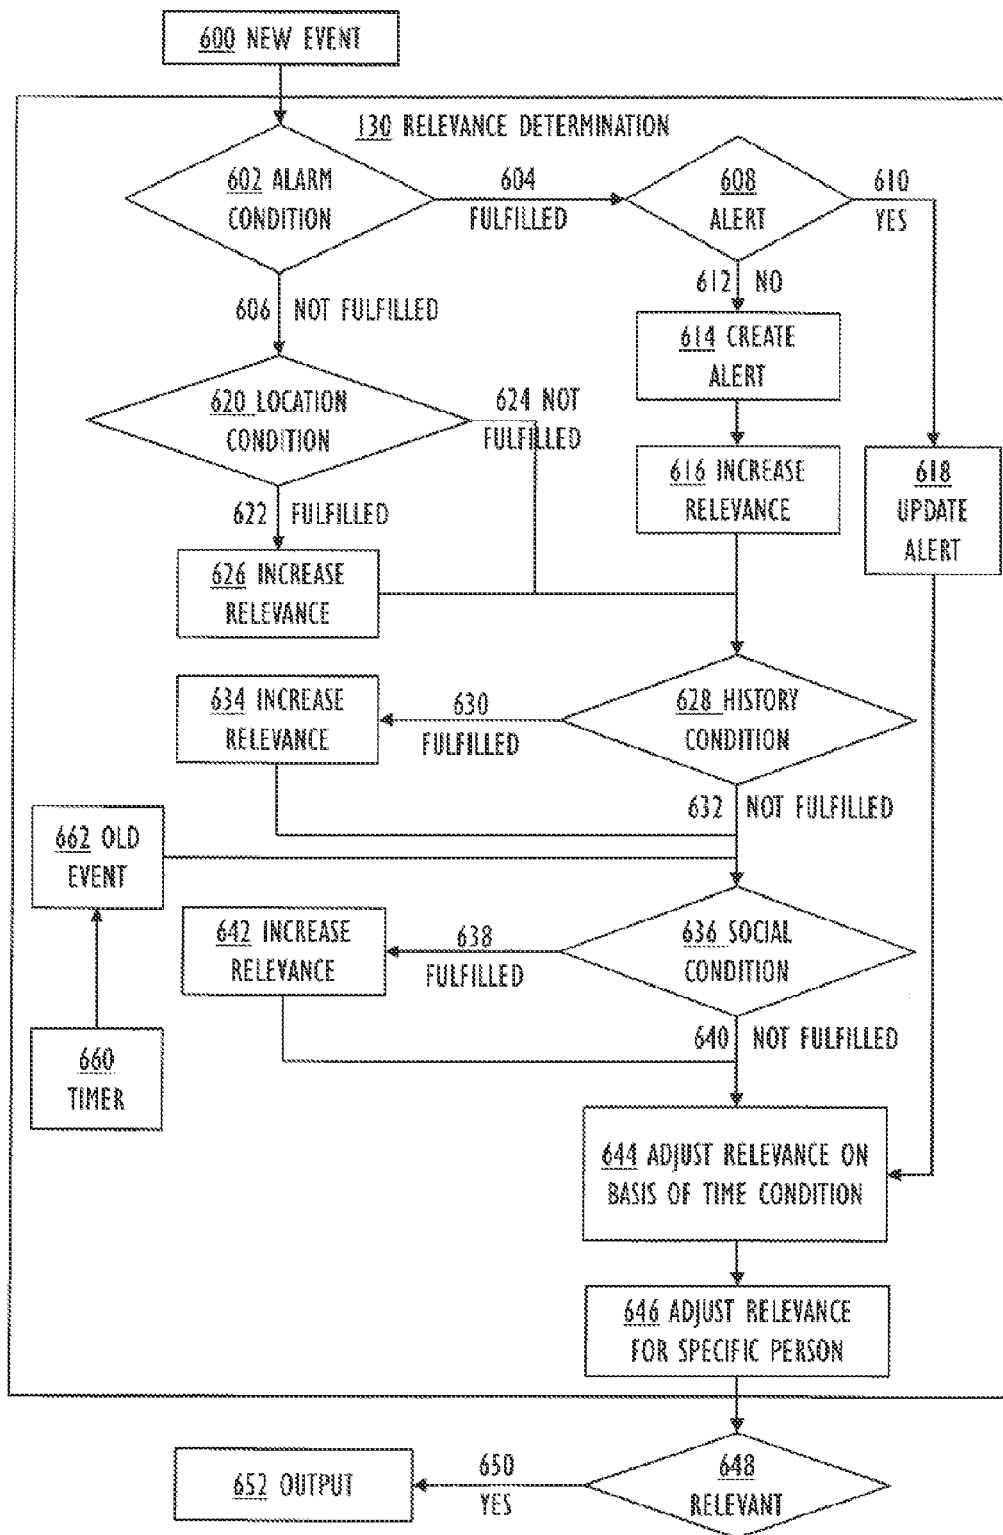 600 NEW EVENT
130 RELEVANCE DETERMINATION
602 ALARM
CONDITION
604
FULFILLED
608
ALERT
610
YES
606 NOT FULFILLED
612 NO
614 CREATE
ALERT
620 LOCATION
CONDITION
624 NOT
FULFILLED
616 INCREASE
RELEVANCE
618
UPDATE
ALERT
622 FULFILLED
626 INCREASE
RELEVANCE
634 INCREASE
RELEVANCE
630
FULFILLED
628 HISTORY
CONDITION
632 NOT FULFILLED
662 OLD
EVENT
642 INCREASE
RELEVANCE
638
FULFILLED
636 SOCIAL
CONDITION
640 NOT FULFILLED
660
TIMER
644 ADJUST RELEVANCE ON
BASIS OF TIME CONDITION
646 ADJUST RELEVANCE
FOR SPECIFIC PERSON
652 OUTPUT
650
YES
648
RELEVANT